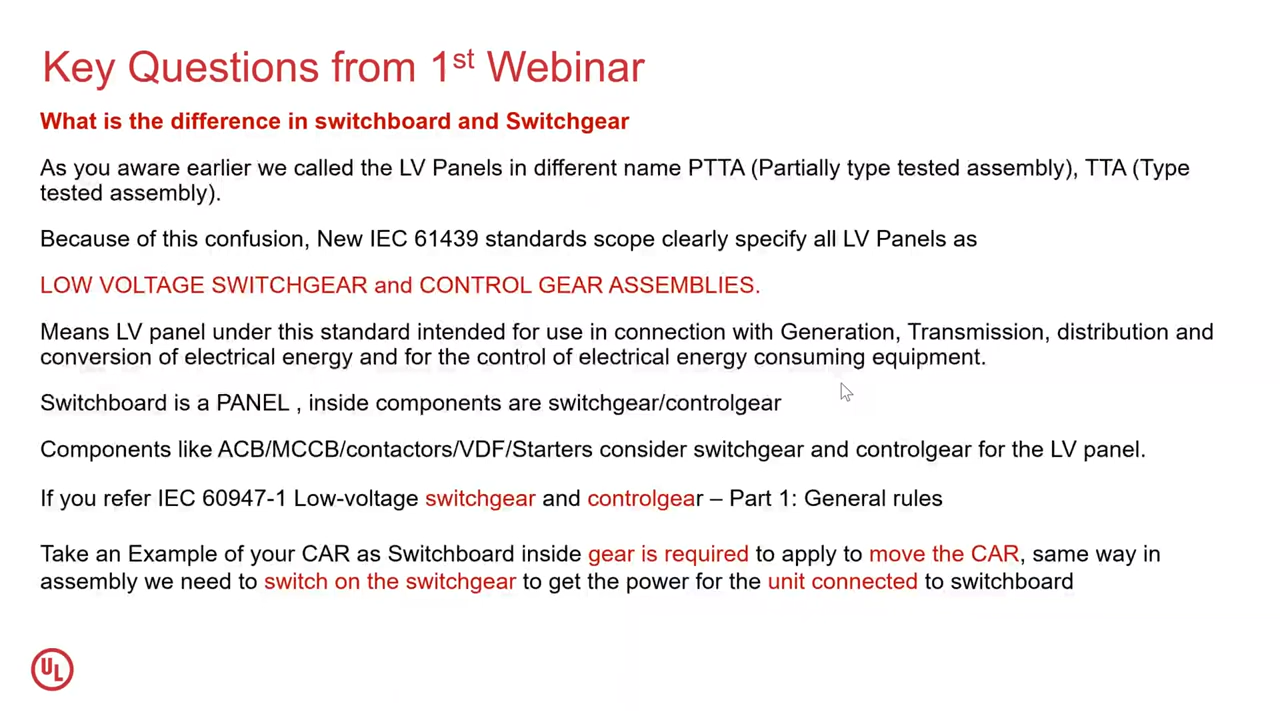 Key Questions from 1st Webinar
What is the difference in switchboard and Switchgear
As you aware earlier we called the LV Panels in different name PTTA (Partially type tested assembly), TTA (Type
tested assembly).
Because of this confusion, New IEC 61439 standards scope clearly specify all LV Panels as
LOW VOLTAGE SWITCHGEAR and CONTROL GEAR ASSEMBLIES.
Means LV panel under this standard intended for use in connection with Generation, Transmission, distribution and
conversion of electrical energy and for the control of electrical energy consuming equipment.
Switchboard is a PANEL , inside components are switchgear/controlgear
Components like ACB/MCCB/contactors/VDF/Starters consider switchgear and controlgear for the LV panel.
If you refer IEC 60947-1 Low-voltage switchgear and controlgear – Part 1: General rules
Take an Example of your CAR as Switchboard inside gear is required to apply to move the CAR, same way in
assembly we need to switch on the switchgear to get the power for the unit connected to switchboard
UL